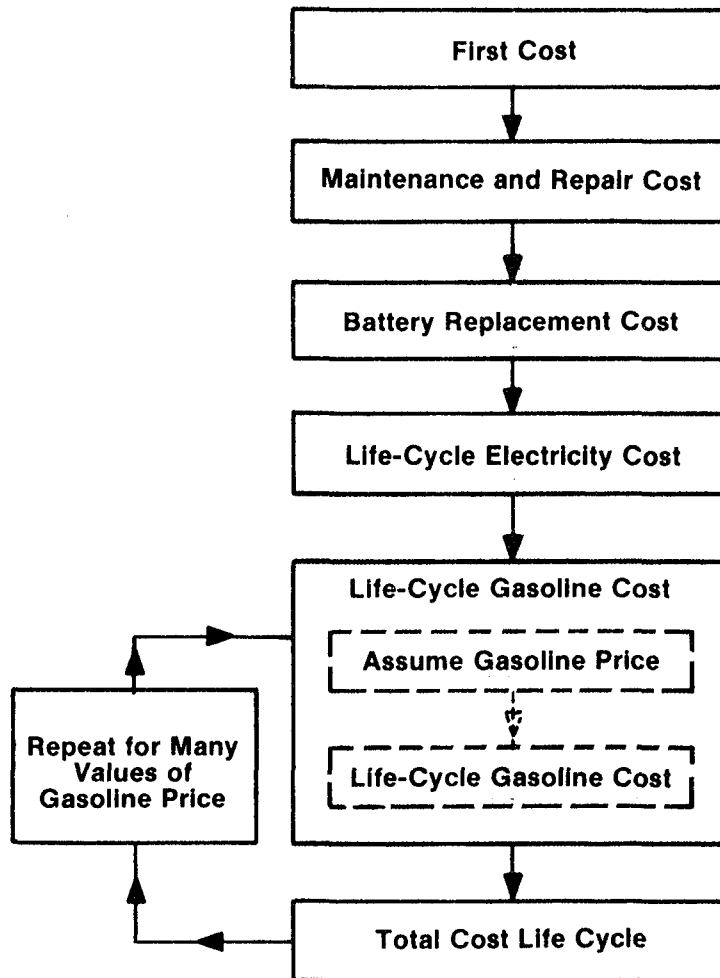 First Cost
Maintenance and Repair Cost
Battery Replacement Cost
Life-Cycle Electricity Cost
Life-Cycle Gasoline Cost
Assume Gasoline Price
Life-Cycle Gasoline Cost
Repeat for Many
Values of
Gasoline Price
Total Cost Life Cycle